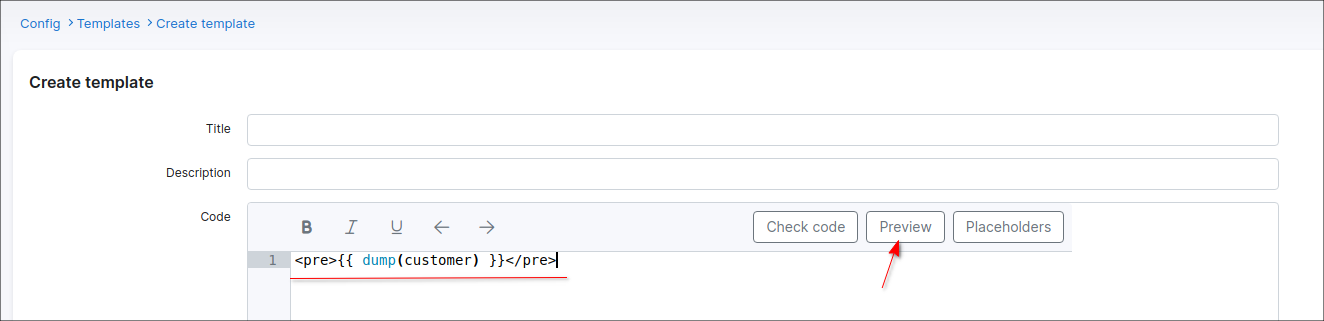 Config > Templates > Create template
Create template
Title
Description
Code
B I U Check code Preview Placeholders
1 <pre>{{ dump(customer) }}</pre>